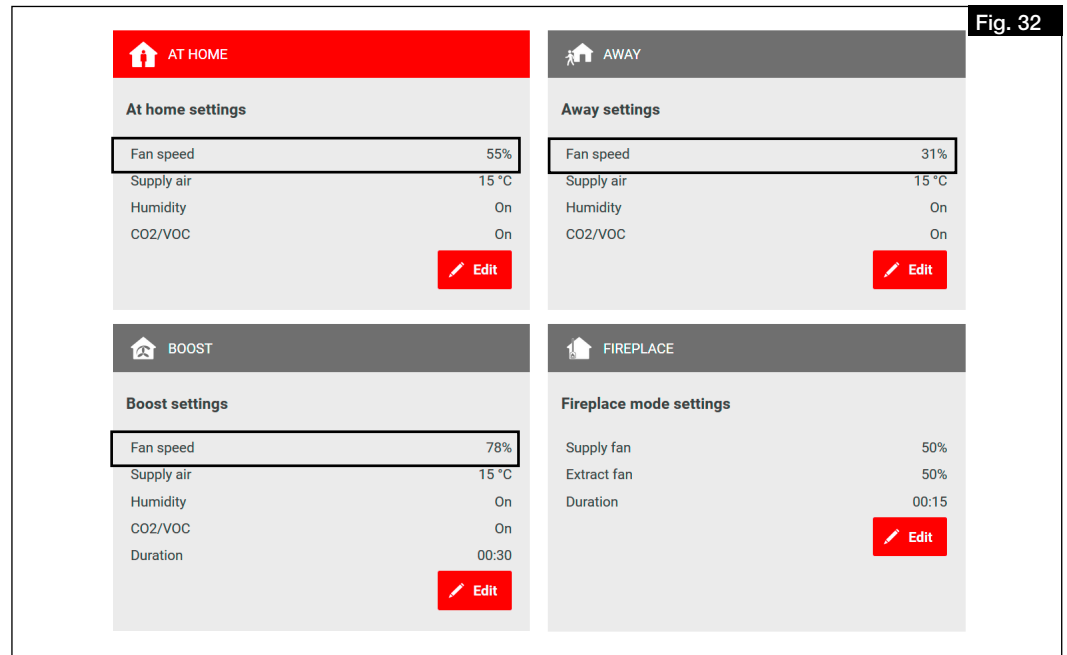 Fig. 32
AT HOME
At home settings
Fan speed 55%
Supply air 15 °C
Humidity On
CO2/VOC On
Edit
AWAY
Away settings
Fan speed 31%
Supply air 15 °C
Humidity On
CO2/VOC On
Edit
BOOST
Boost settings
Fan speed 78%
Supply air 15 °C
Humidity On
CO2/VOC On
Duration 00:30
Edit
FIREPLACE
Fireplace mode settings
Supply fan 50%
Extract fan 50%
Duration 00:15
Edit